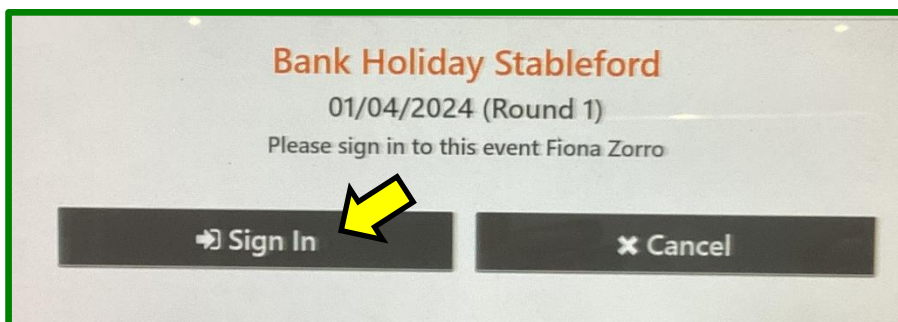 Bank Holiday Stableford
01/04/2024 (Round 1)
Please sign in to this event Fiona Zorro
Sign In
Cancel